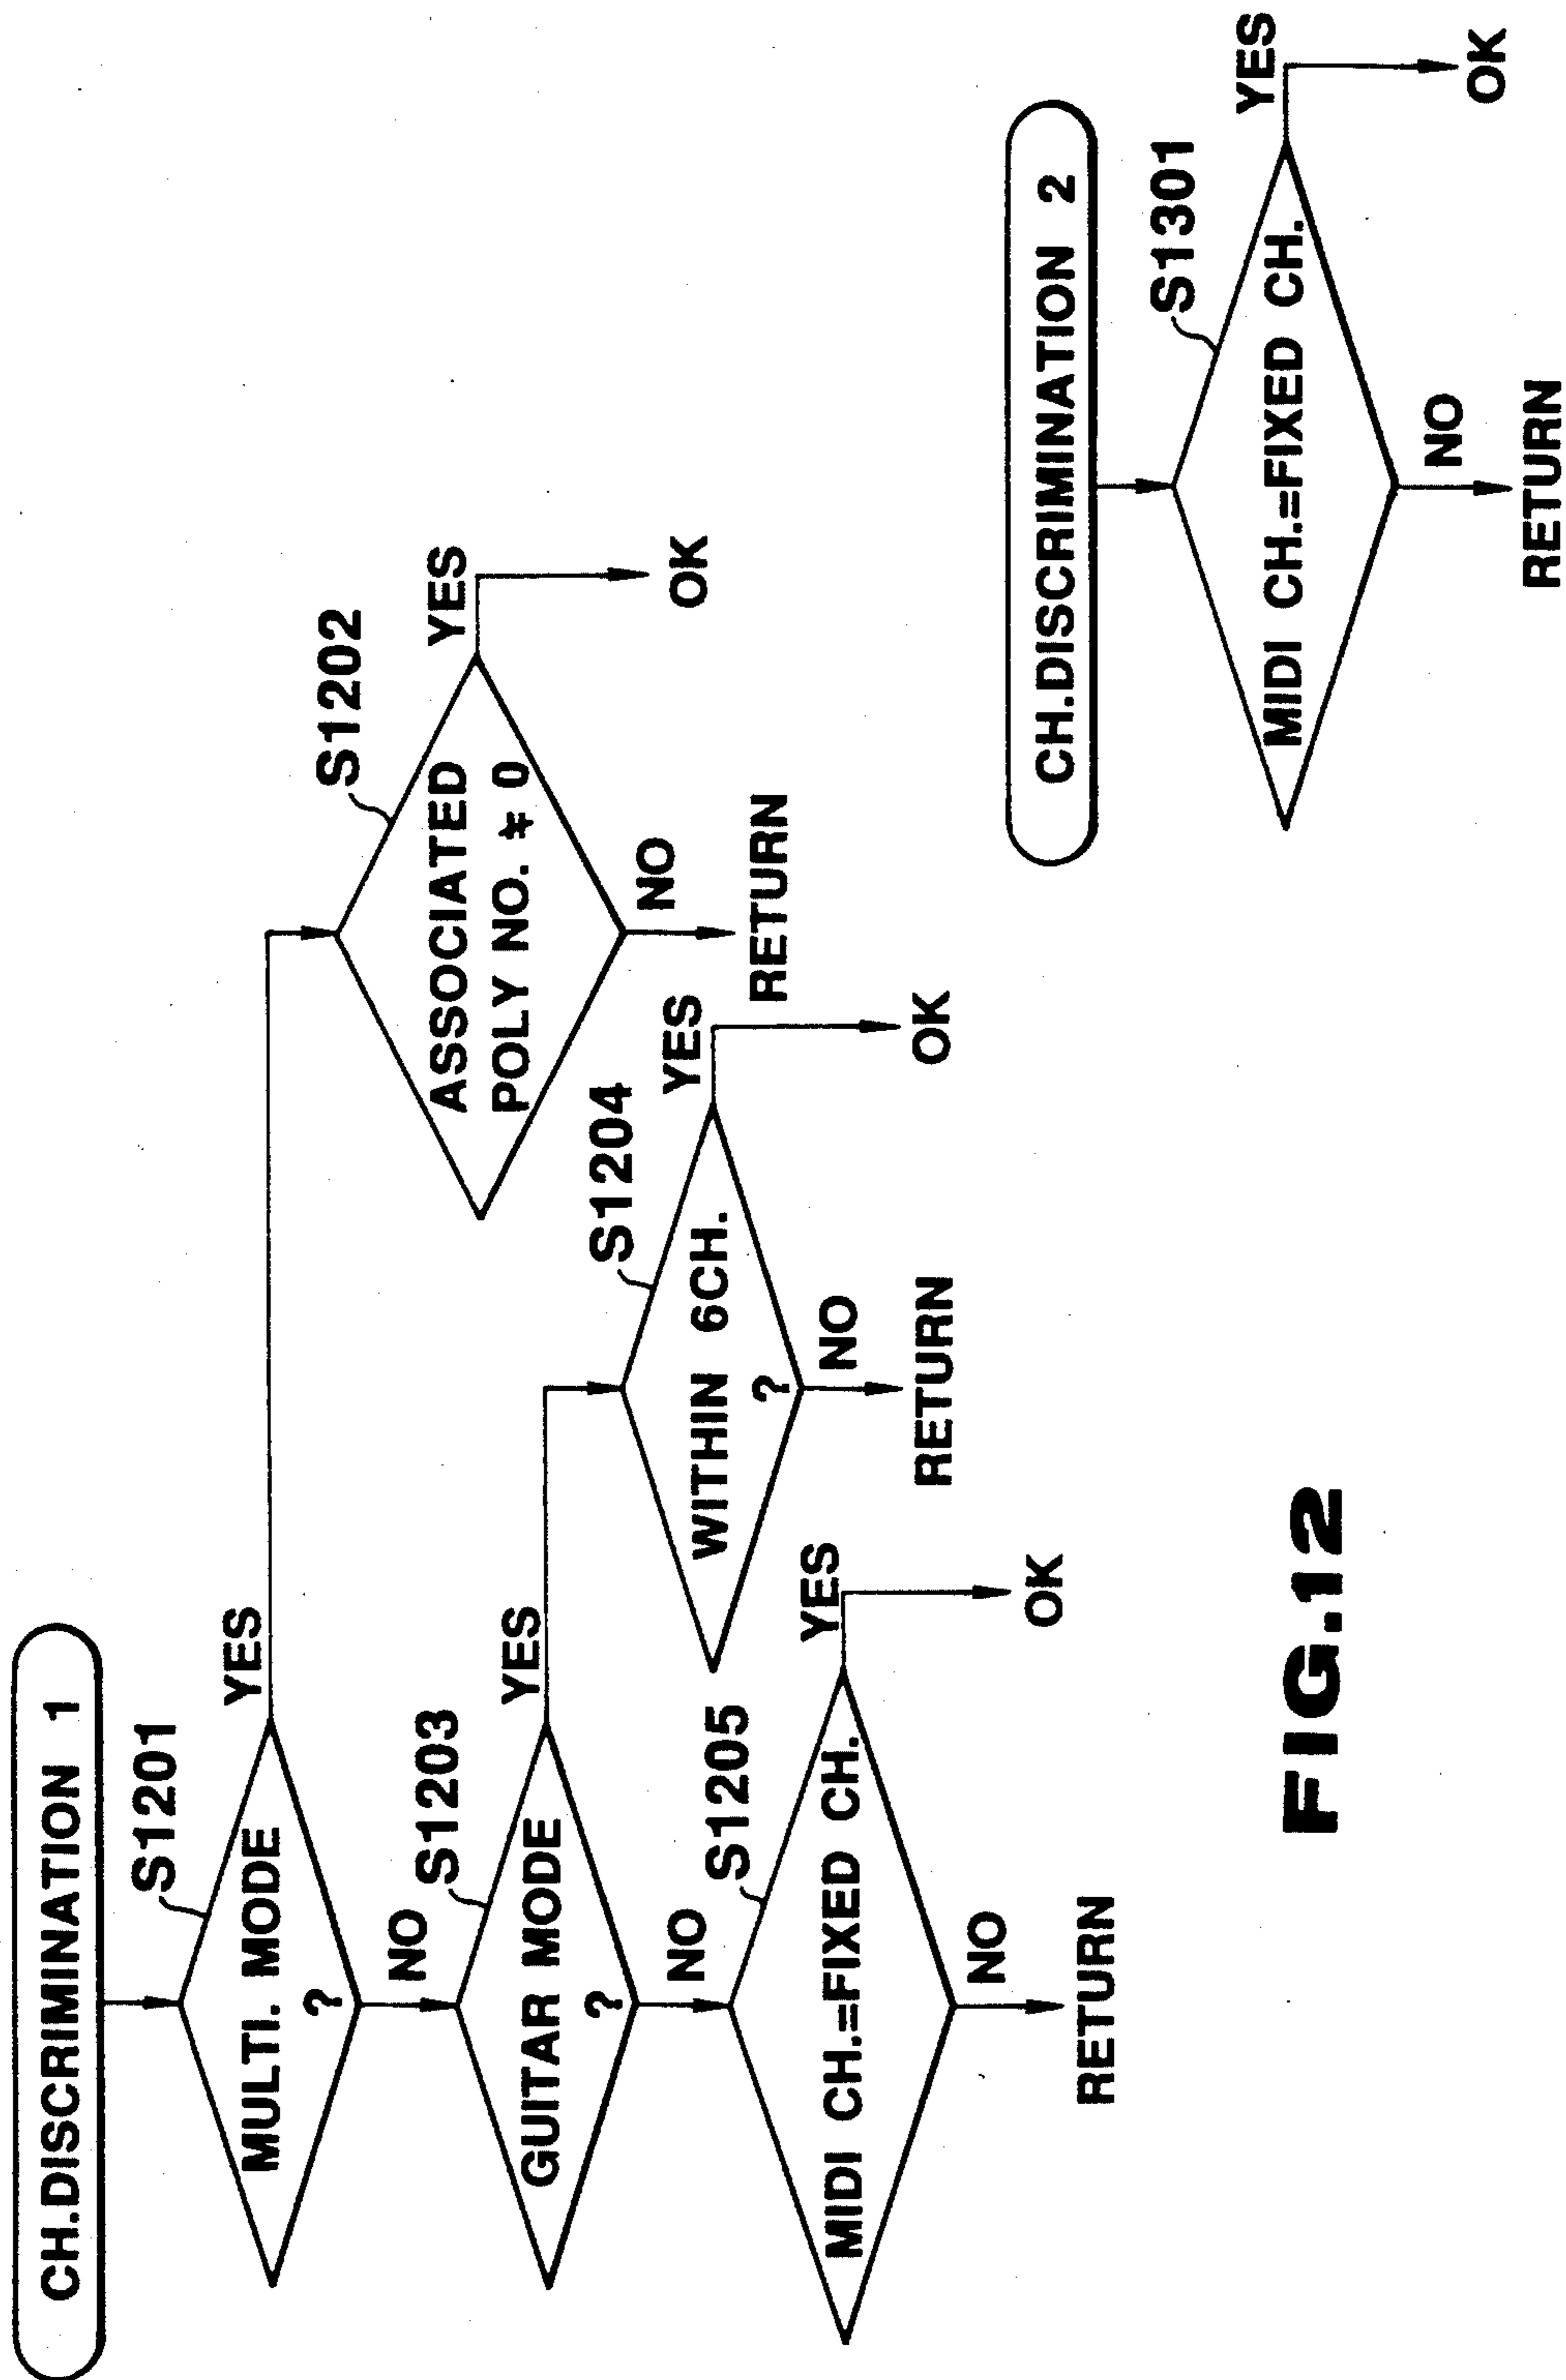 CH.DISCRIMINATION 1
S1201
MULTI. MODE
?
YES
NO
S1202
ASSOCIATED
POLY NO. ≠ 0
YES
OK
NO
RETURN
S1203
GUITAR MODE
?
YES
NO
S1204
WITHIN 6CH.
?
YES
OK
NO
RETURN
S1205
MIDI CH.=FIXED CH.
YES
OK
NO
RETURN
CH.DISCRIMINATION 2
S1301
MIDI CH.=FIXED CH.
YES
OK
NO
RETURN
FIG.12